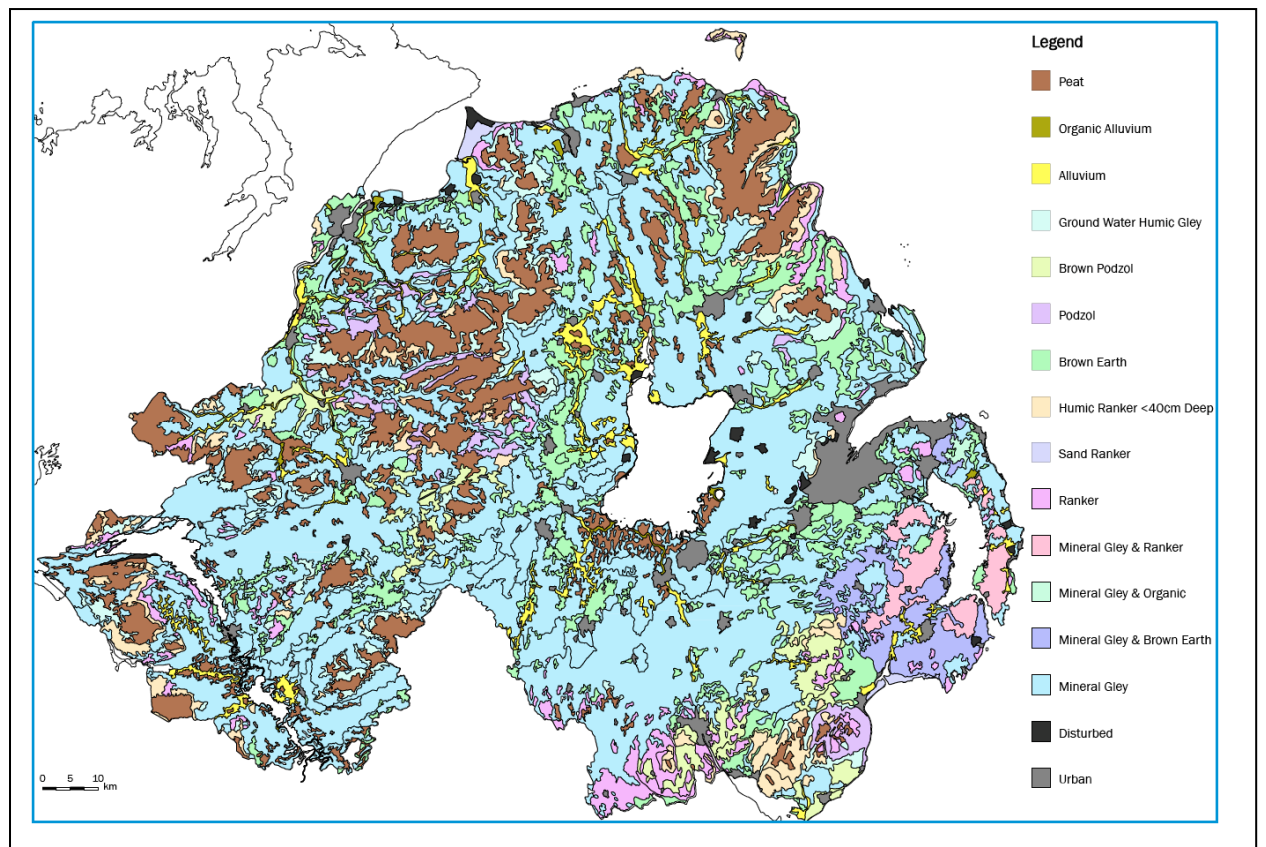 Legend
Peat
Organic Alluvium
Alluvium
Ground Water Humic Gley
Brown Podzol
Podzol
Brown Earth
Humic Ranker <40cm Deep
Sand Ranker
Ranker
Mineral Gley & Ranker
Mineral Gley & Organic
Mineral Gley & Brown Earth
Mineral Gley
Disturbed
Urban
0 5 10
km